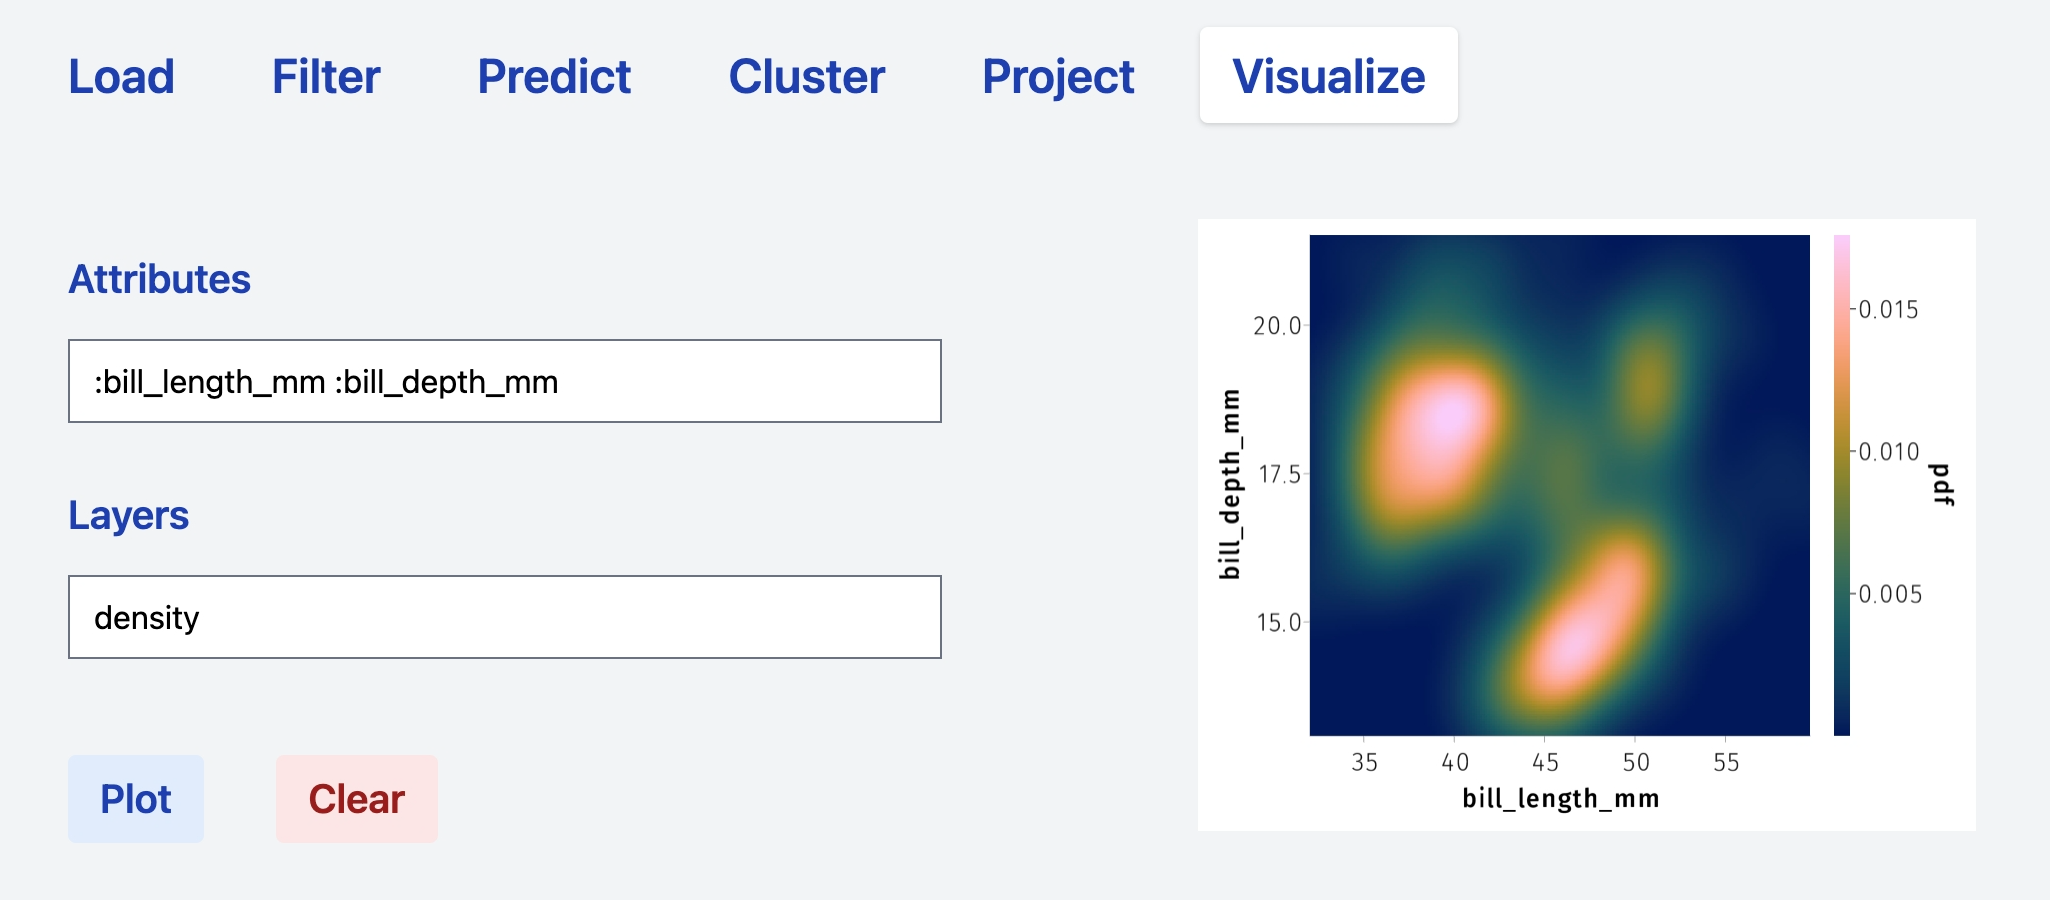 Load Filter Predict Cluster Project Visualize
Attributes
:bill_length_mm :bill_depth_mm
Layers
density
Plot Clear
bill_depth_mm
20.0
17.5
15.0
35 40 45 50 55
bill_length_mm
0.015
0.010
0.005
pdf